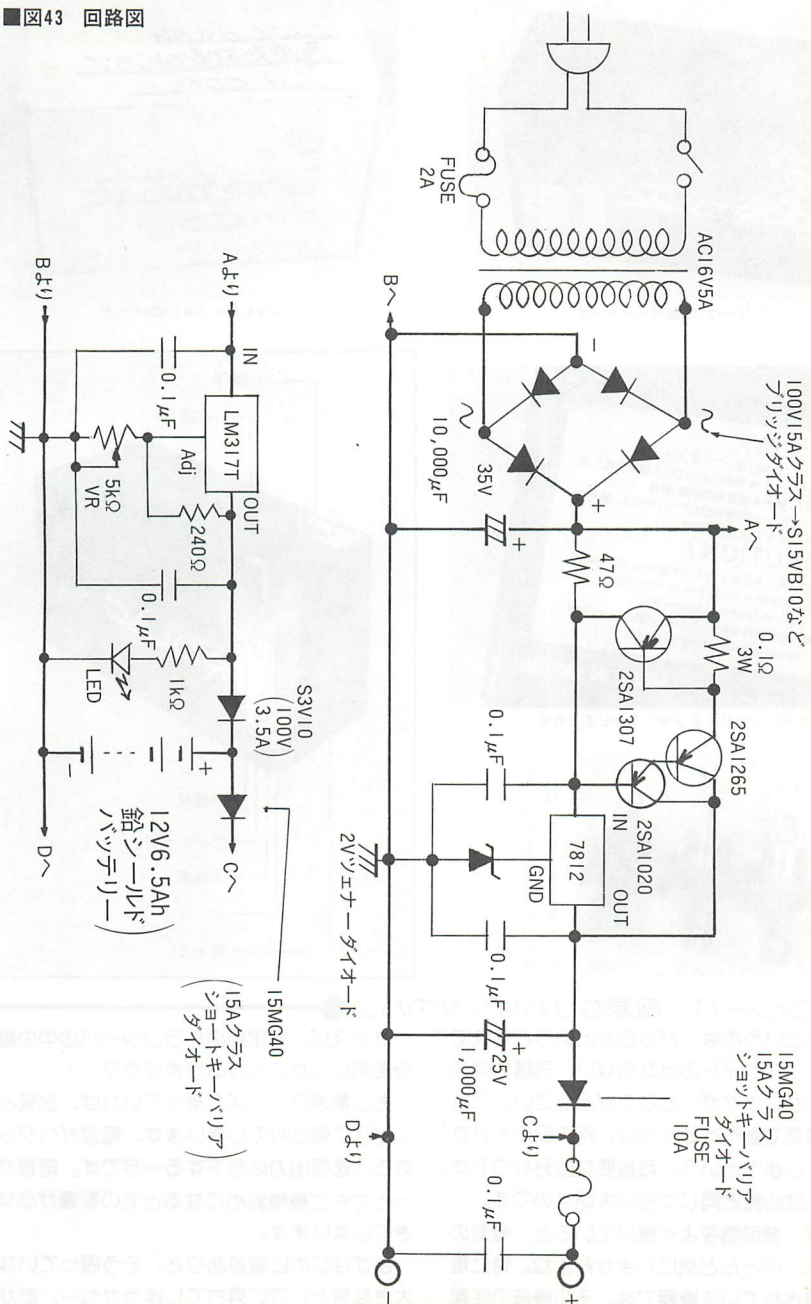 ■図43　回路図
FUSE
2A
AC16V5A
100V15Aクラス→S15VB10など
ブリッジダイオード
Bへ
Aへ
−
+
~
~
10,000μF
35V
+
47Ω
0.1Ω
3W
2SA1307
2SA1265
2SA1020
0.1μF
IN
7812
OUT
GND
2Vツェナーダイオード
0.1μF
+
25V
1,000μF
15MG40
15Aクラス
ショットキーバリア
ダイオード
FUSE
10A
Cより
Dより
0.1μF
+
−
Aより
Bより
IN
LM317T
OUT
Adj
0.1μF
5kΩ
VR
240Ω
0.1μF
1kΩ
LED
S3V10
(100V
3.5A)
+
−
(12V6.5Ah
鉛シールド
バッテリー)
Cへ
Dへ
15MG40
(15Aクラス
ショットキーバリア
ダイオード)